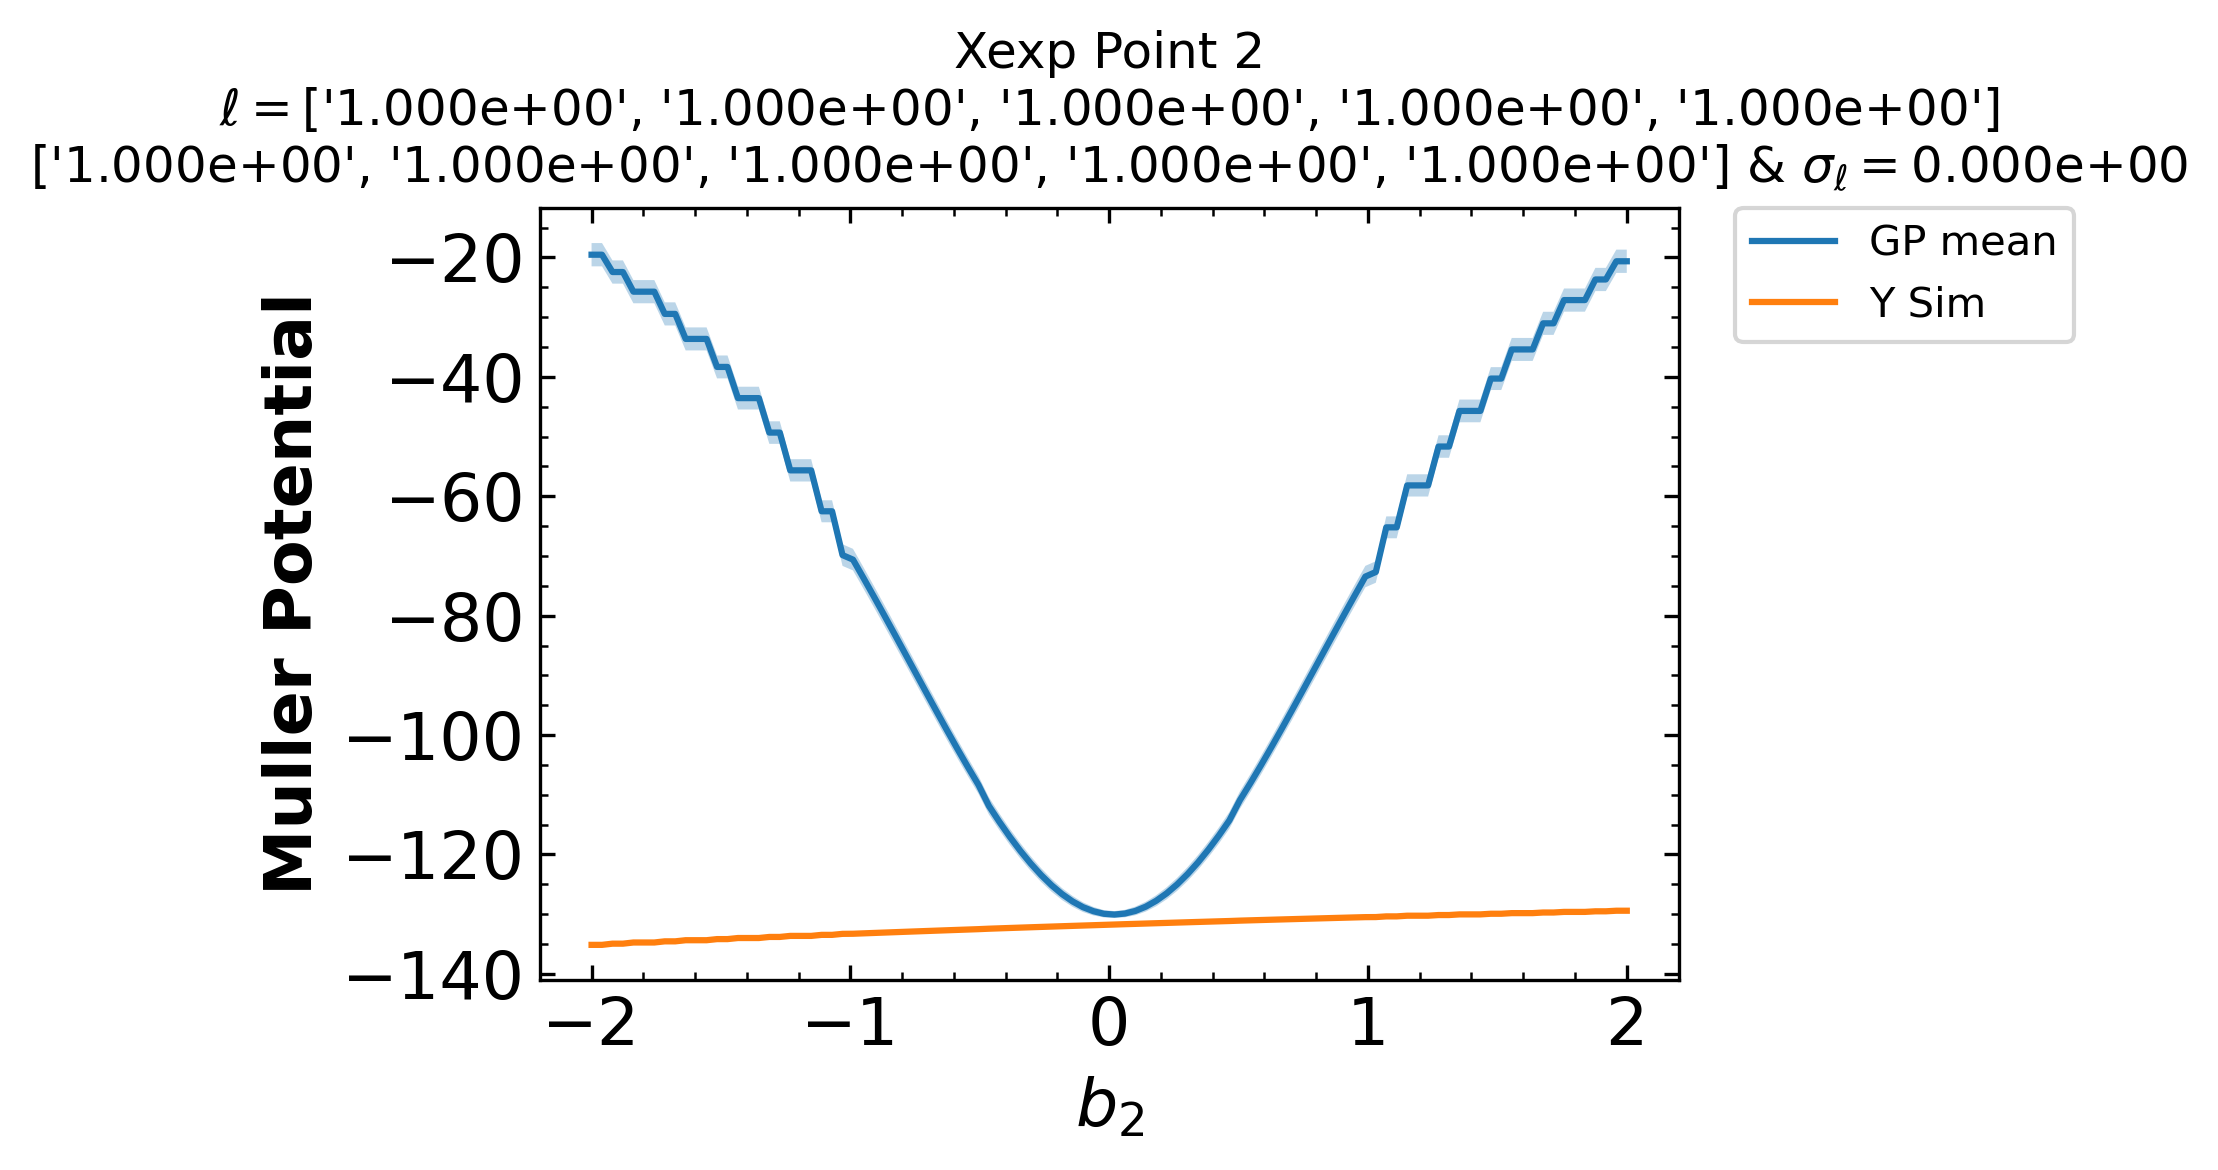 Xexp Point 2
ℓ = ['1.000e+00', '1.000e+00', '1.000e+00', '1.000e+00', '1.000e+00']
['1.000e+00', '1.000e+00', '1.000e+00', '1.000e+00', '1.000e+00'] & σ_ℓ = 0.000e+00
GP mean
Y Sim
Muller Potential
−20
−40
−60
−80
−100
−120
−140
−2 −1 0 1 2
b₂